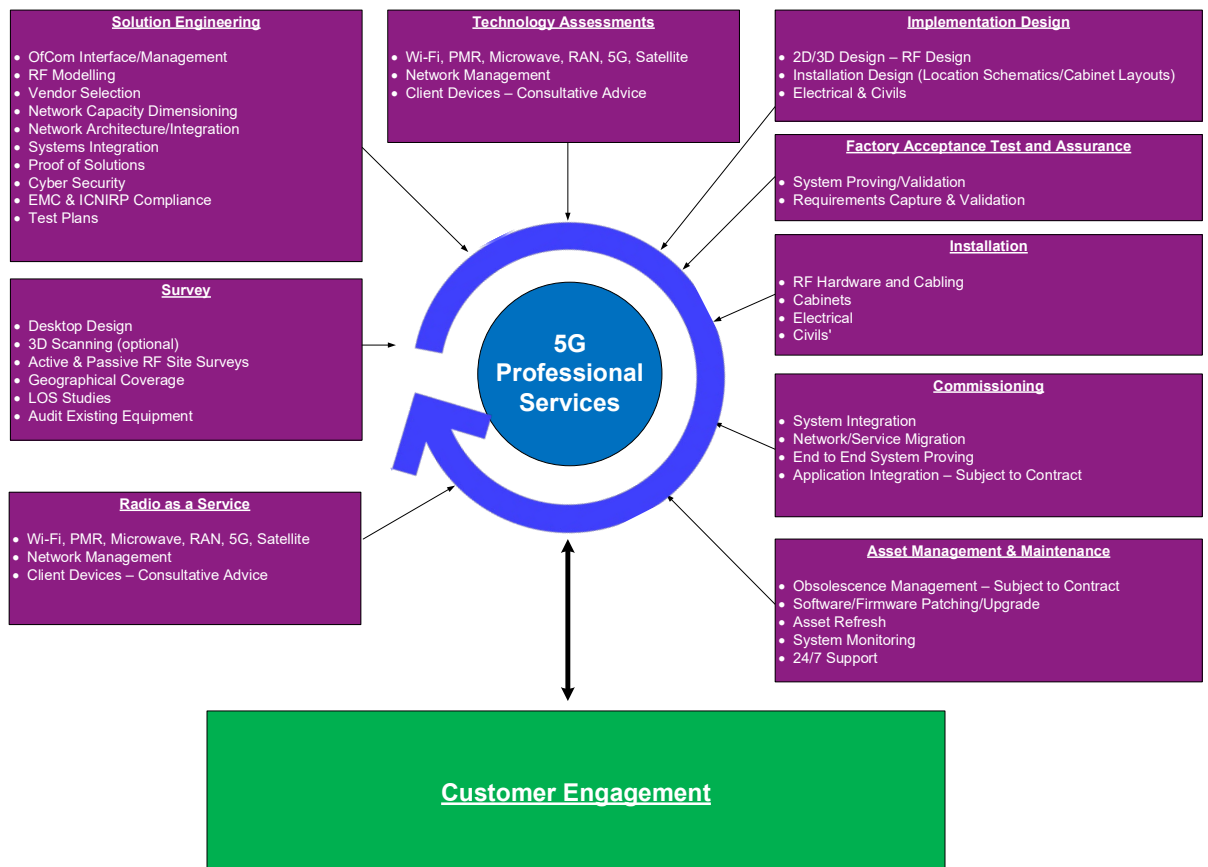 Solution Engineering
• OfCom Interface/Management
• RF Modelling
• Vendor Selection
• Network Capacity Dimensioning
• Network Architecture/Integration
• Systems Integration
• Proof of Solutions
• Cyber Security
• EMC & ICNIRP Compliance
• Test Plans
Technology Assessments
• Wi-Fi, PMR, Microwave, RAN, 5G, Satellite
• Network Management
• Client Devices – Consultative Advice
Implementation Design
• 2D/3D Design – RF Design
• Installation Design (Location Schematics/Cabinet Layouts)
• Electrical & Civils
Factory Acceptance Test and Assurance
• System Proving/Validation
• Requirements Capture & Validation
Installation
• RF Hardware and Cabling
• Cabinets
• Electrical
• Civils'
Survey
• Desktop Design
• 3D Scanning (optional)
• Active & Passive RF Site Surveys
• Geographical Coverage
• LOS Studies
• Audit Existing Equipment
5G
Professional
Services
Commissioning
• System Integration
• Network/Service Migration
• End to End System Proving
• Application Integration – Subject to Contract
Radio as a Service
• Wi-Fi, PMR, Microwave, RAN, 5G, Satellite
• Network Management
• Client Devices – Consultative Advice
Asset Management & Maintenance
• Obsolescence Management – Subject to Contract
• Software/Firmware Patching/Upgrade
• Asset Refresh
• System Monitoring
• 24/7 Support
Customer Engagement